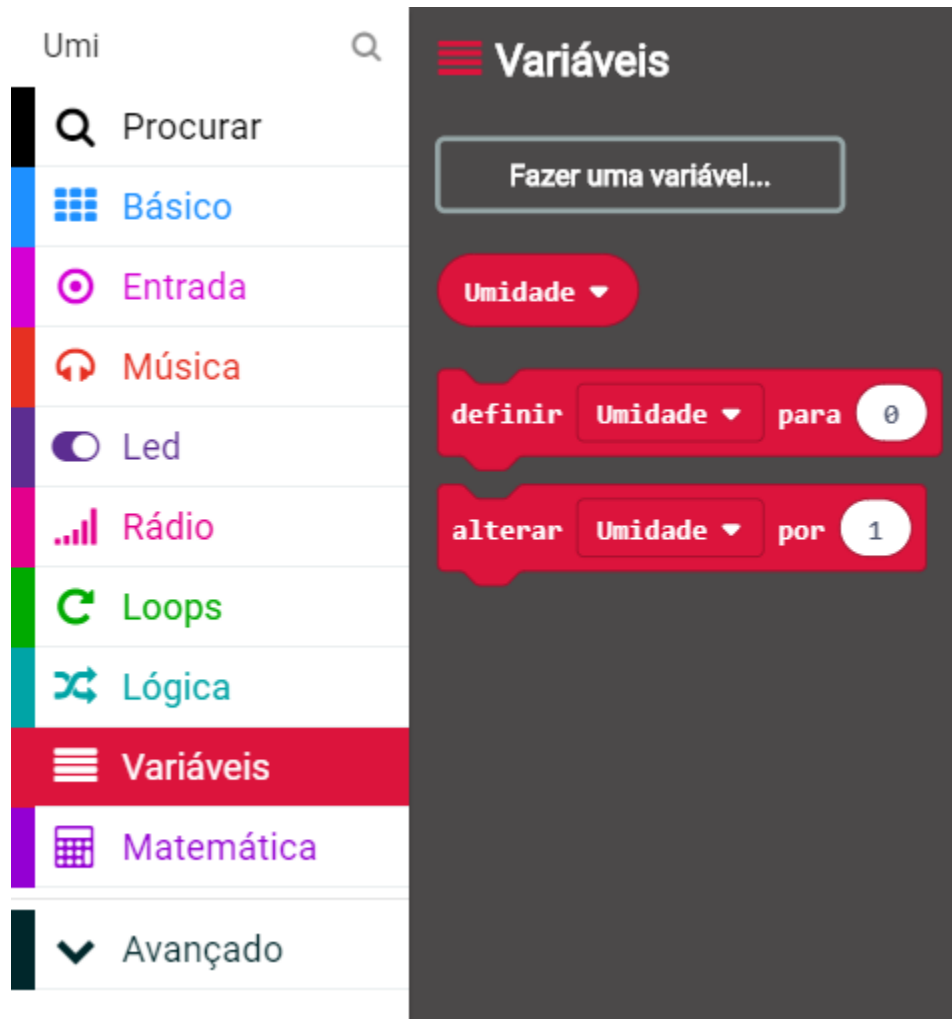 Umi
Procurar
Básico
Entrada
Música
Led
Rádio
Loops
Lógica
Variáveis
Matemática
Avançado
Variáveis
Fazer uma variável...
Umidade
definir Umidade para 0
alterar Umidade por 1